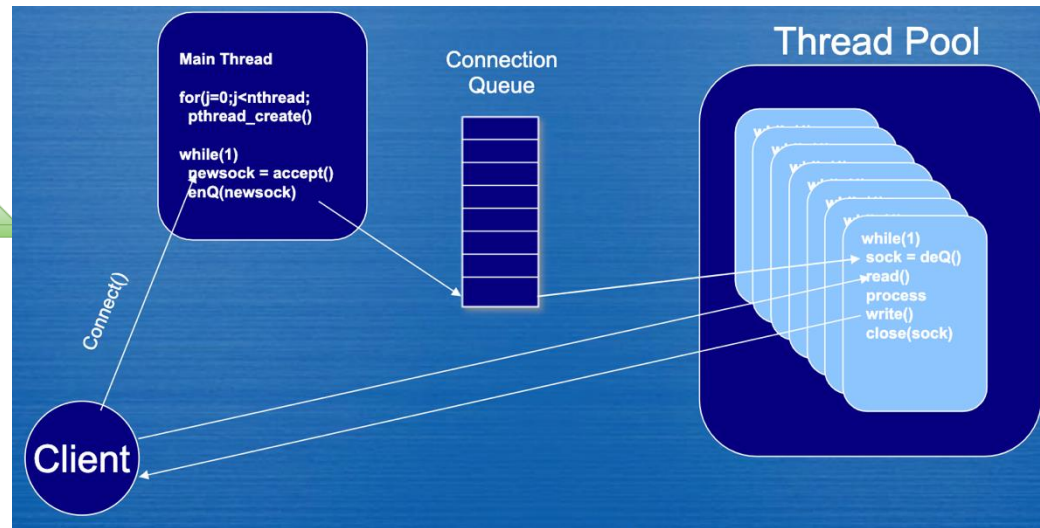 Main Thread
for(j=0;j<nthread;
pthread_create()
while(1)
newsock = accept()
enQ(newsock)
Connection
Queue
Thread Pool
while(1)
sock = deQ()
read()
process
write()
close(sock)
Connect()
Client